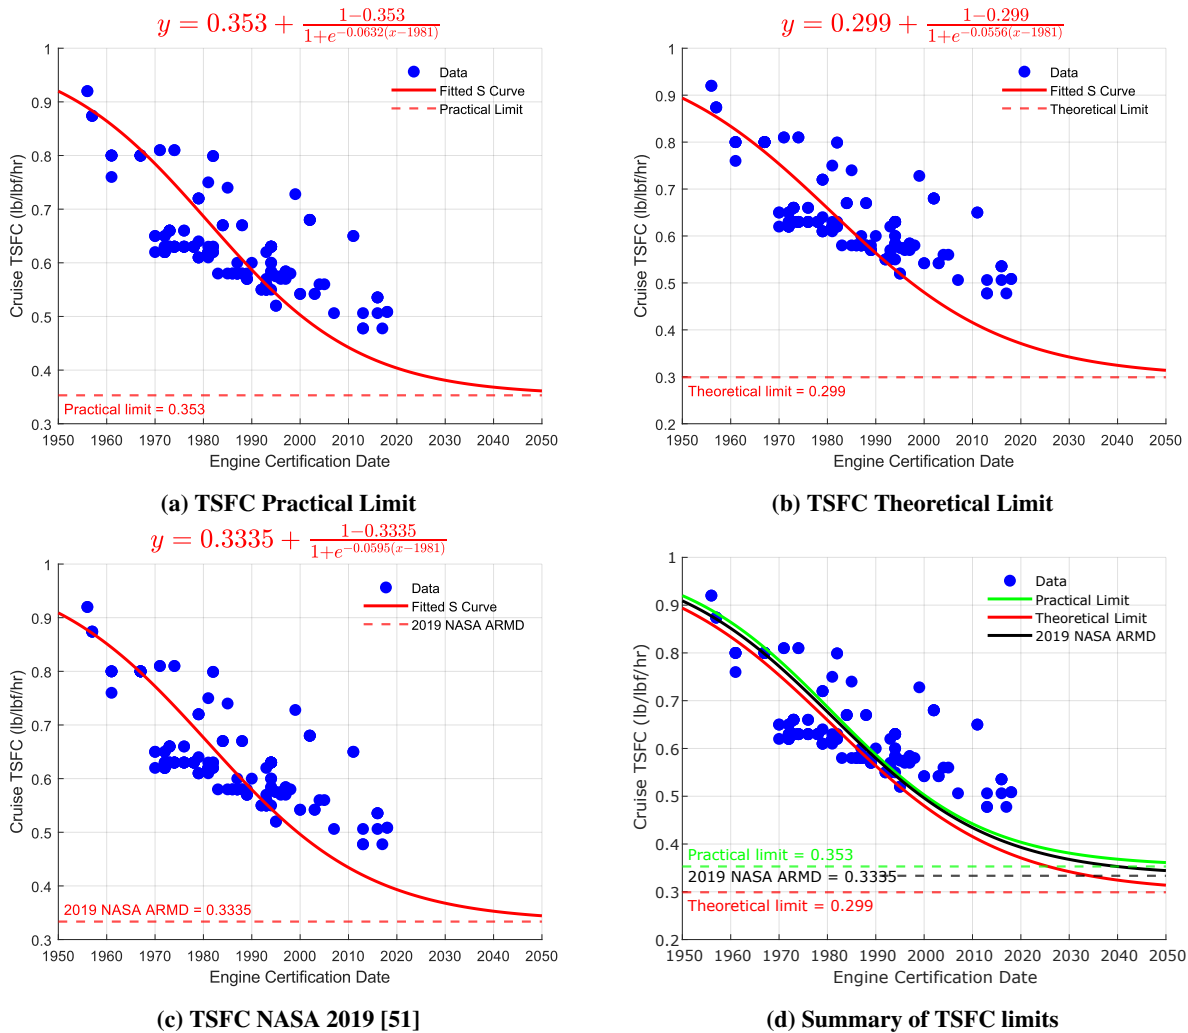 y = 0.353 + \frac{1−0.353}{1+e^{−0.0632(x−1981)}}
1
0.9
0.8
0.7
0.6
0.5
0.4
0.3
Cruise TSFC (lb/lbf/hr)
Data
Fitted S Curve
Practical Limit
Practical limit = 0.353
1950 1960 1970 1980 1990 2000 2010 2020 2030 2040 2050
Engine Certification Date
(a) TSFC Practical Limit
y = 0.299 + \frac{1−0.299}{1+e^{−0.0556(x−1981)}}
1
0.9
0.8
0.7
0.6
0.5
0.4
0.3
0.2
Cruise TSFC (lb/lbf/hr)
Data
Fitted S Curve
Theoretical Limit
Theoretical limit = 0.299
1950 1960 1970 1980 1990 2000 2010 2020 2030 2040 2050
Engine Certification Date
(b) TSFC Theoretical Limit
y = 0.3335 + \frac{1−0.3335}{1+e^{−0.0595(x−1981)}}
1
0.9
0.8
0.7
0.6
0.5
0.4
0.3
Cruise TSFC (lb/lbf/hr)
Data
Fitted S Curve
2019 NASA ARMD
2019 NASA ARMD = 0.3335
1950 1960 1970 1980 1990 2000 2010 2020 2030 2040 2050
Engine Certification Date
(c) TSFC NASA 2019 [51]
1
0.9
0.8
0.7
0.6
0.5
0.4
0.3
0.2
Cruise TSFC (lb/lbf/hr)
Data
Practical Limit
Theoretical Limit
2019 NASA ARMD
Practical limit = 0.353
2019 NASA ARMD = 0.3335
Theoretical limit = 0.299
1950 1960 1970 1980 1990 2000 2010 2020 2030 2040 2050
Engine Certification Date
(d) Summary of TSFC limits